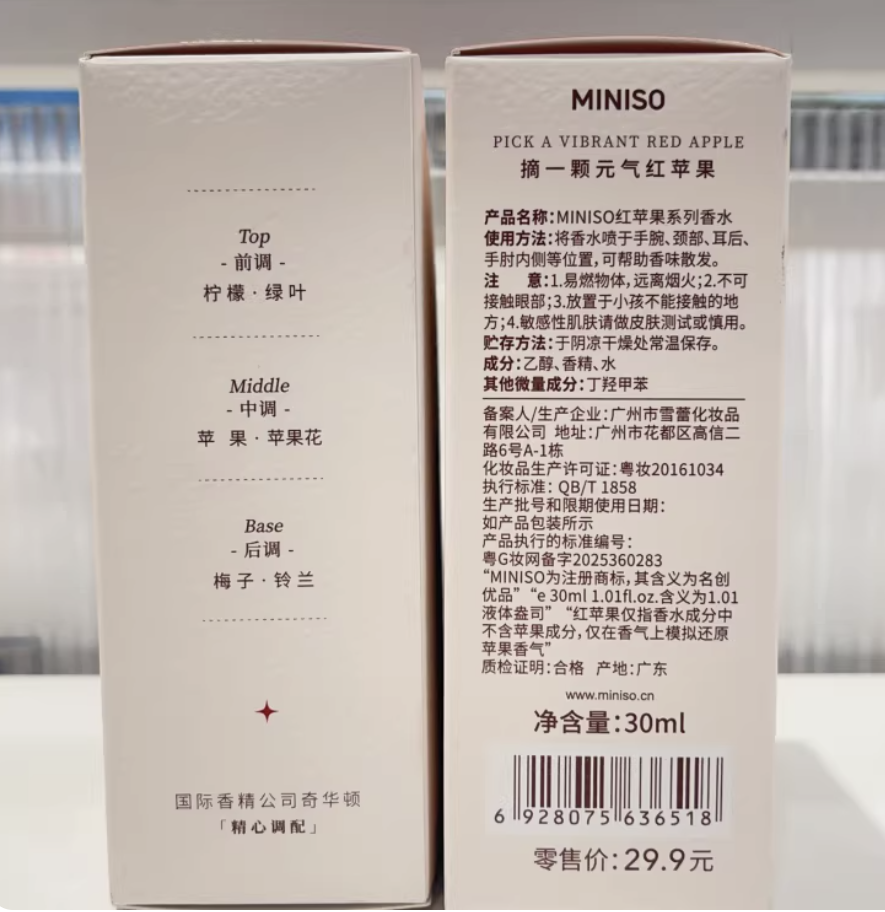 Top
- 前调 -
柠檬·绿叶
Middle
- 中调 -
苹 果·苹果花
Base
- 后调 -
梅子·铃兰
国际香精公司奇华顿
「精心调配」
MINISO
PICK A VIBRANT RED APPLE
摘一颗元气红苹果
产品名称:MINISO红苹果系列香水
使用方法:将香水喷于手腕、颈部、耳后、
手肘内侧等位置,可帮助香味散发。
注 意:1.易燃物体,远离烟火;2.不可
接触眼部;3.放置于小孩不能接触的地
方;4.敏感性肌肤请做皮肤测试或慎用。
贮存方法:于阴凉干燥处常温保存。
成分:乙醇、香精、水
其他微量成分:丁羟甲苯
备案人/生产企业:广州市雪蕾化妆品
有限公司 地址:广州市花都区高信二
路6号A-1栋
化妆品生产许可证:粤妆20161034
执行标准: QB/T 1858
生产批号和限期使用日期:
如产品包装所示
产品执行的标准编号:
粤G妆网备字2025360283
“MINISO为注册商标,其含义为名创
优品”“e 30ml 1.01fl.oz.含义为1.01
液体盎司”“红苹果仅指香水成分中
不含苹果成分,仅在香气上模拟还原
苹果香气”
质检证明:合格 产地:广东
www.miniso.cn
净含量:30ml
6 928075 636518
零售价:29.9元